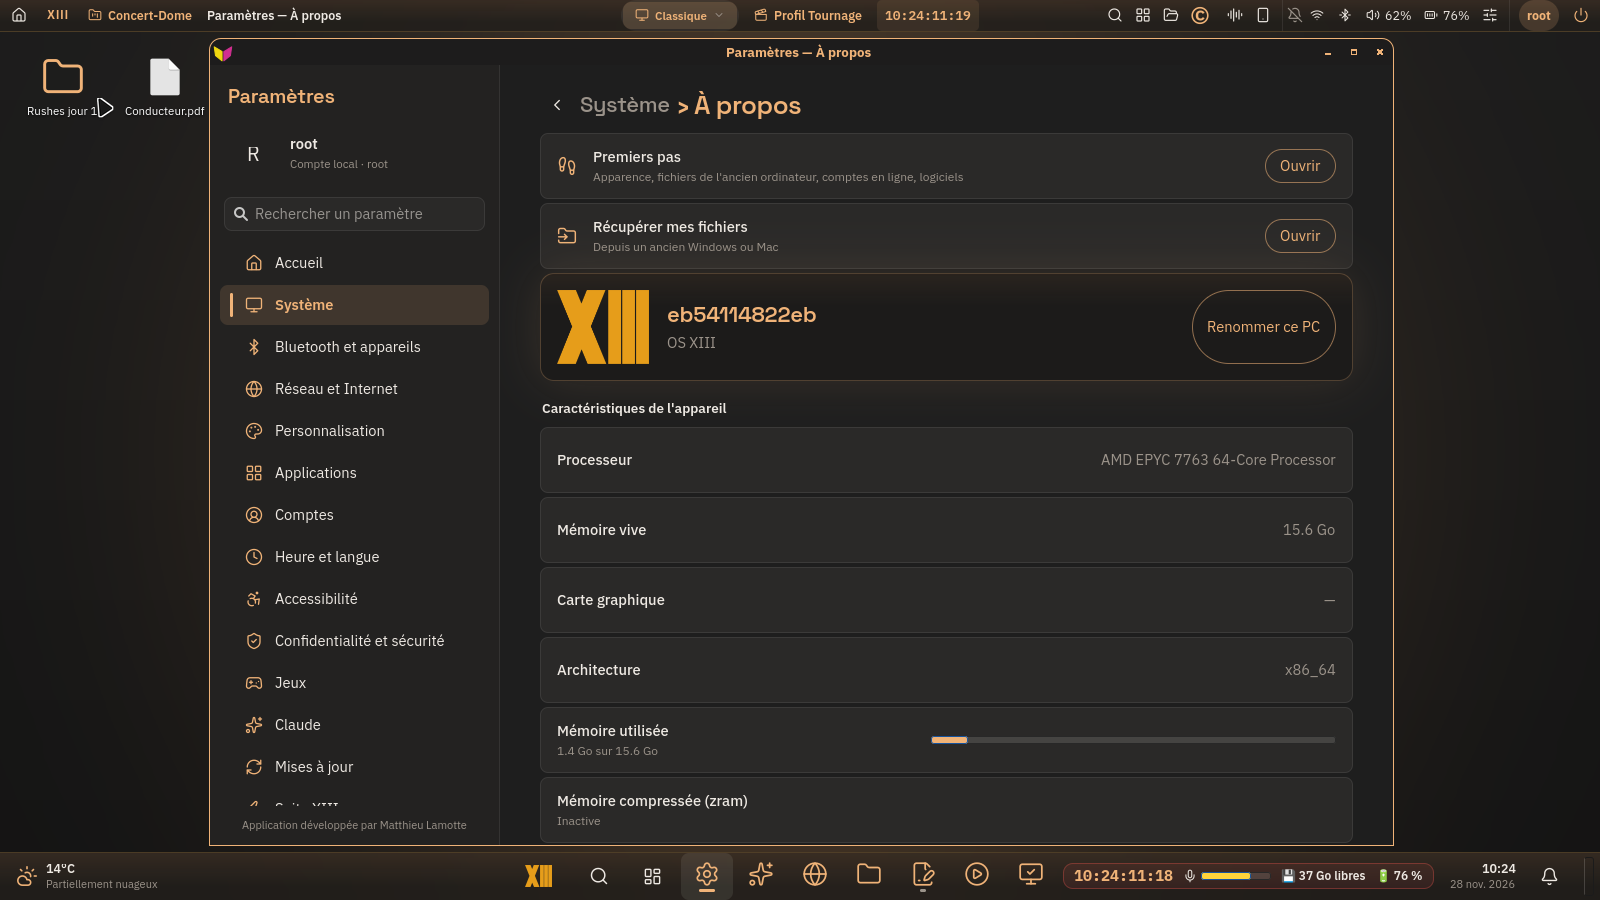 XIII Concert-Dome Paramètres — À propos Classique Profil Tournage 10:24:11:19 62% 76% root
Rushes jour 1
Conducteur.pdf
Paramètres — À propos
Paramètres
root
Compte local · root
Rechercher un paramètre
Accueil
Système
Bluetooth et appareils
Réseau et Internet
Personnalisation
Applications
Comptes
Heure et langue
Accessibilité
Confidentialité et sécurité
Jeux
Claude
Mises à jour
Suite XIII
Application développée par Matthieu Lamotte
Système > À propos
Premiers pas
Apparence, fichiers de l'ancien ordinateur, comptes en ligne, logiciels
Ouvrir
Récupérer mes fichiers
Depuis un ancien Windows ou Mac
Ouvrir
XIII
eb54114822eb
OS XIII
Renommer ce PC
Caractéristiques de l'appareil
Processeur AMD EPYC 7763 64-Core Processor
Mémoire vive 15.6 Go
Carte graphique —
Architecture x86_64
Mémoire utilisée
1.4 Go sur 15.6 Go
Mémoire compressée (zram)
Inactive
14°C
Partiellement nuageux
XIII
10:24:11:18 37 Go libres 76 %
10:24
28 nov. 2026